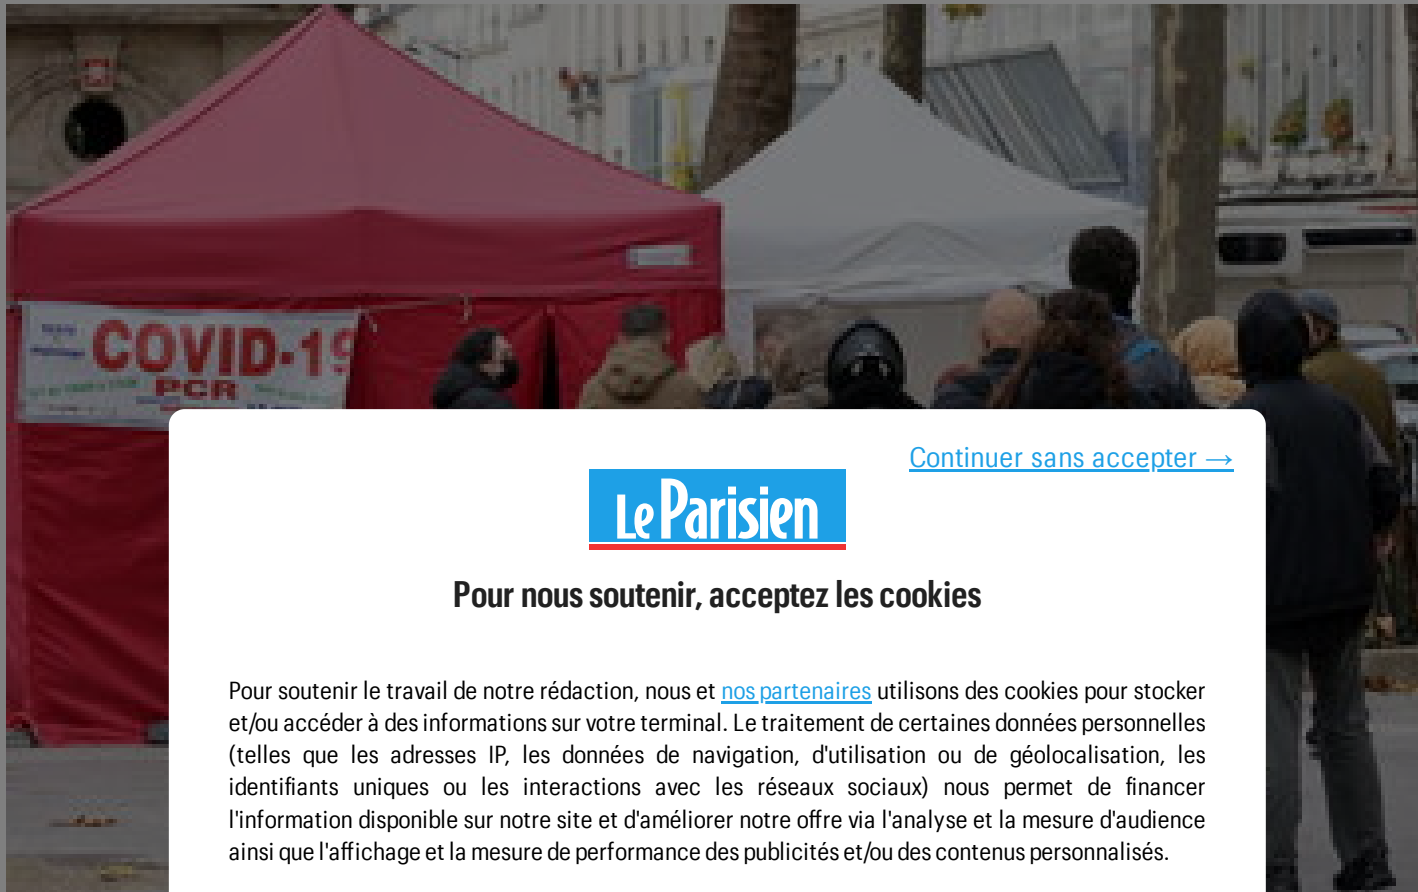 COVID-19
PCR
Continuer sans accepter →
Le Parisien
Pour nous soutenir, acceptez les cookies
Pour soutenir le travail de notre rédaction, nous et nos partenaires utilisons des cookies pour stocker
et/ou accéder à des informations sur votre terminal. Le traitement de certaines données personnelles
(telles que les adresses IP, les données de navigation, d'utilisation ou de géolocalisation, les
identifiants uniques ou les interactions avec les réseaux sociaux) nous permet de financer
l'information disponible sur notre site et d'améliorer notre offre via l'analyse et la mesure d'audience
ainsi que l'affichage et la mesure de performance des publicités et/ou des contenus personnalisés.